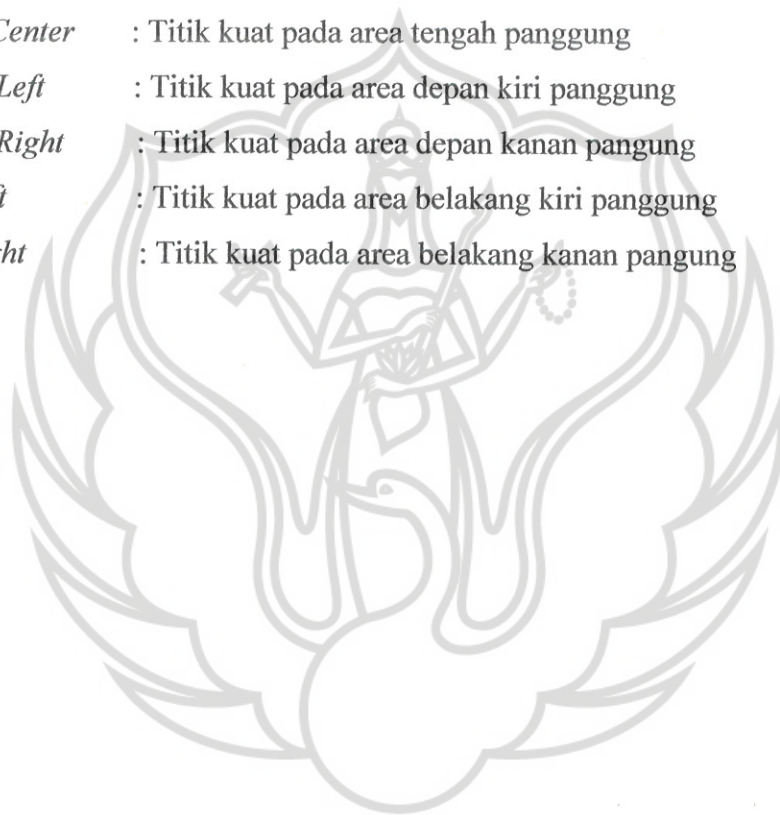 Center : Titik kuat pada area tengah panggung
Left : Titik kuat pada area depan kiri panggung
Right : Titik kuat pada area depan kanan pangung
: Titik kuat pada area belakang kiri panggung
: Titik kuat pada area belakang kanan pangung